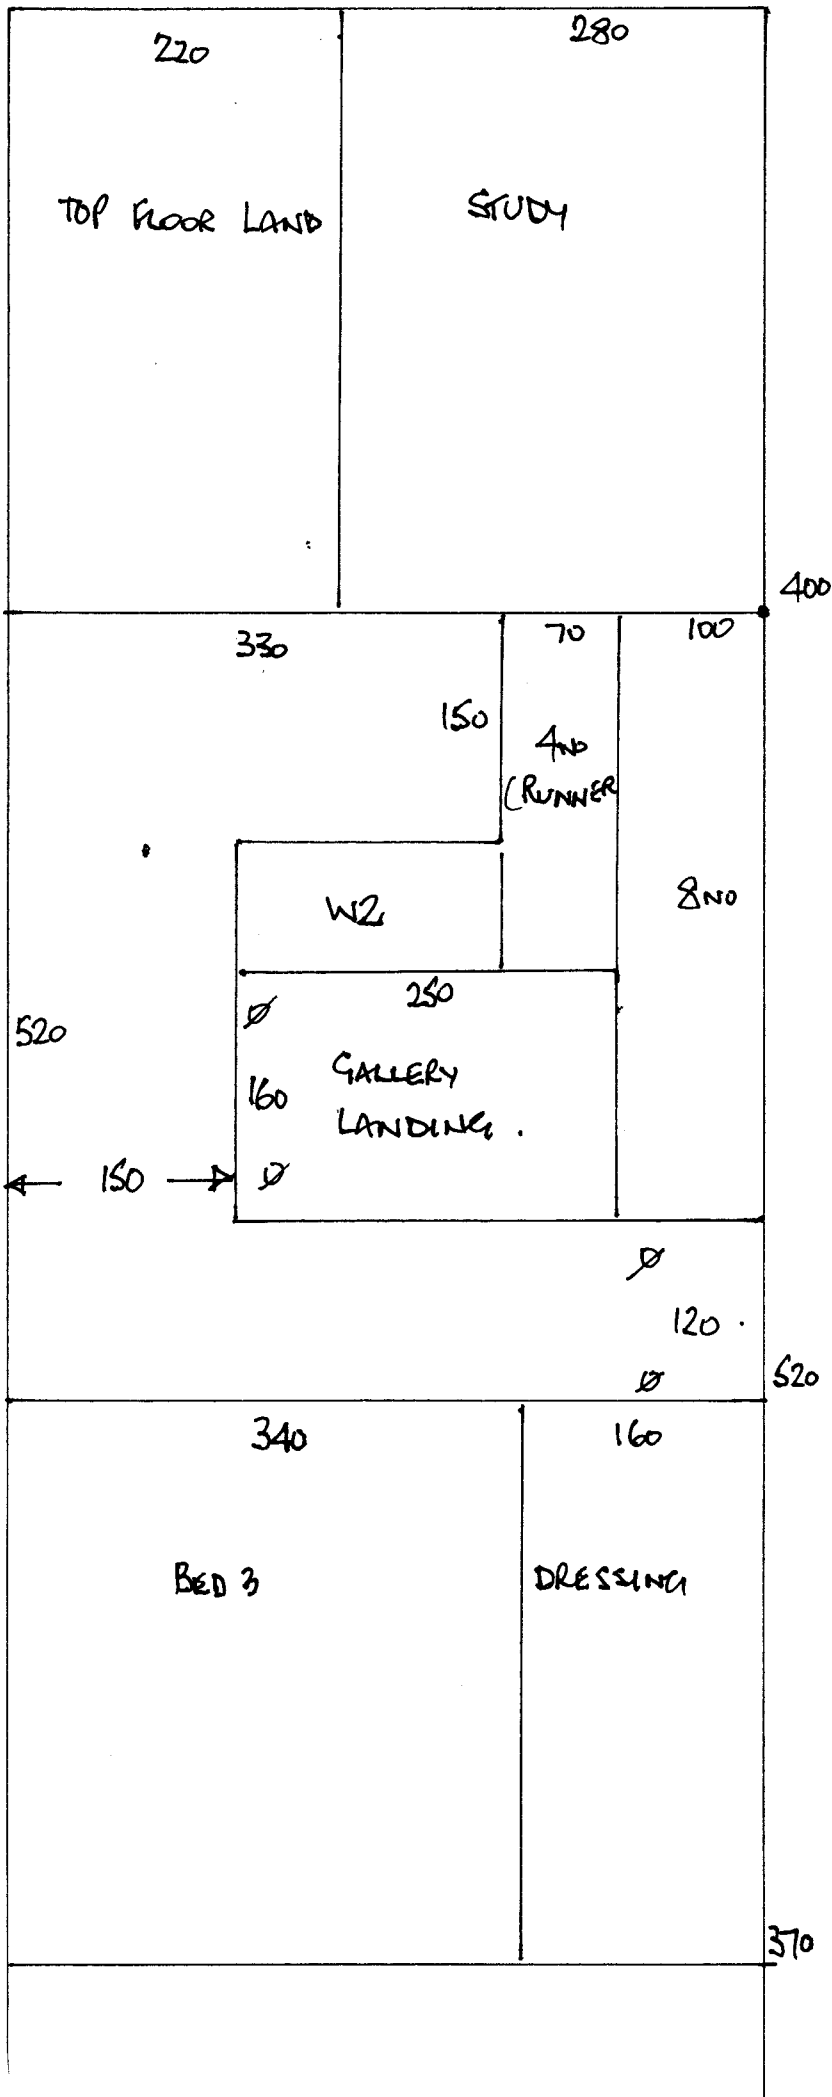 220
280
TOP FLOOR LAND
STUDY
400
330
70
100
150
4NO
(RUNNER
8NO
W2
250
520
160
GALLERY
LANDING.
150
120
520
340
160
BED 3
DRESSING
370